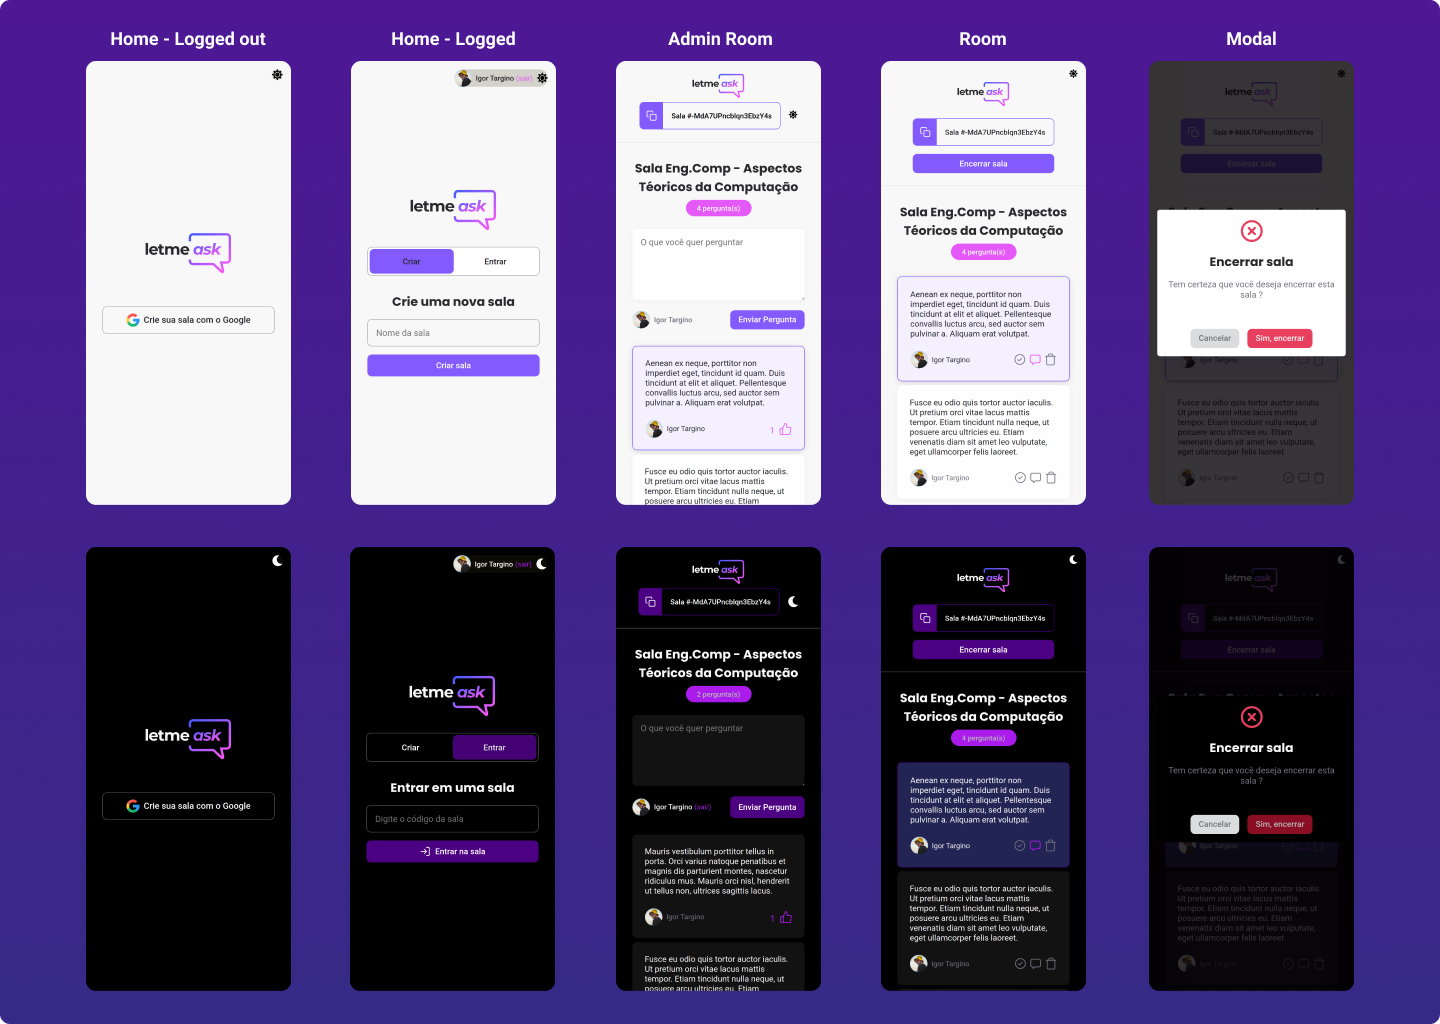 Home - Logged out
Home - Logged
Admin Room
Room
Modal
letme ask
Crie sua sala com o Google
Igor Targino (sair)
letme ask
Criar
Entrar
Crie uma nova sala
Nome da sala
Criar sala
letme ask
Sala #-MdA7UPncblqn3EbzY4s
Sala Eng.Comp - Aspectos
Téoricos da Computação
4 pergunta(s)
O que você quer perguntar
Igor Targino
Enviar Pergunta
Aenean ex neque, porttitor non
imperdiet eget, tincidunt id quam. Duis
tincidunt at elit et aliquet. Pellentesque
convallis luctus arcu, sed auctor sem
pulvinar a. Aliquam erat volutpat.
Igor Targino
1
Fusce eu odio quis tortor auctor iaculis.
Ut pretium orci vitae lacus mattis
tempor. Etiam tincidunt nulla neque, ut
posuere arcu ultricies eu. Etiam
letme ask
Sala #-MdA7UPncblqn3EbzY4s
Encerrar sala
Sala Eng.Comp - Aspectos
Téoricos da Computação
4 pergunta(s)
Aenean ex neque, porttitor non
imperdiet eget, tincidunt id quam. Duis
tincidunt at elit et aliquet. Pellentesque
convallis luctus arcu, sed auctor sem
pulvinar a. Aliquam erat volutpat.
Igor Targino
Fusce eu odio quis tortor auctor iaculis.
Ut pretium orci vitae lacus mattis
tempor. Etiam tincidunt nulla neque, ut
posuere arcu ultricies eu. Etiam
venenatis diam sit amet leo vulputate,
eget ullamcorper felis laoreet.
Igor Targino
letme ask
Sala #-MdA7UPncblqn3EbzY4s
Encerrar sala
Encerrar sala
Tem certeza que você deseja encerrar esta
sala ?
Cancelar
Sim, encerrar
Igor Targino
Fusce eu odio quis tortor auctor iaculis.
Ut pretium orci vitae lacus mattis
tempor. Etiam tincidunt nulla neque, ut
posuere arcu ultricies eu. Etiam
venenatis diam sit amet leo vulputate,
eget ullamcorper felis laoreet.
Igor Targino
letme ask
Crie sua sala com o Google
Igor Targino (sair)
letme ask
Criar
Entrar
Entrar em uma sala
Digite o código da sala
Entrar na sala
letme ask
Sala #-MdA7UPncblqn3EbzY4s
Sala Eng.Comp - Aspectos
Téoricos da Computação
2 pergunta(s)
O que você quer perguntar
Igor Targino (sair)
Enviar Pergunta
Mauris vestibulum porttitor tellus in
porta. Orci varius natoque penatibus et
magnis dis parturient montes, nascetur
ridiculus mus. Mauris orci nisl, hendrerit
ut tellus non, ultrices sagittis lacus.
Igor Targino
1
Fusce eu odio quis tortor auctor iaculis.
Ut pretium orci vitae lacus mattis
tempor. Etiam tincidunt nulla neque, ut
posuere arcu ultricies eu. Etiam
letme ask
Sala #-MdA7UPncblqn3EbzY4s
Encerrar sala
Sala Eng.Comp - Aspectos
Téoricos da Computação
4 pergunta(s)
Aenean ex neque, porttitor non
imperdiet eget, tincidunt id quam. Duis
tincidunt at elit et aliquet. Pellentesque
convallis luctus arcu, sed auctor sem
pulvinar a. Aliquam erat volutpat.
Igor Targino
Fusce eu odio quis tortor auctor iaculis.
Ut pretium orci vitae lacus mattis
tempor. Etiam tincidunt nulla neque, ut
posuere arcu ultricies eu. Etiam
venenatis diam sit amet leo vulputate,
eget ullamcorper felis laoreet.
Igor Targino
letme ask
Sala #-MdA7UPncblqn3EbzY4s
Encerrar sala
Encerrar sala
Tem certeza que você deseja encerrar esta
sala ?
Cancelar
Sim, encerrar
Igor Targino
Fusce eu odio quis tortor auctor iaculis.
Ut pretium orci vitae lacus mattis
tempor. Etiam tincidunt nulla neque, ut
posuere arcu ultricies eu. Etiam
venenatis diam sit amet leo vulputate,
eget ullamcorper felis laoreet.
Igor Targino